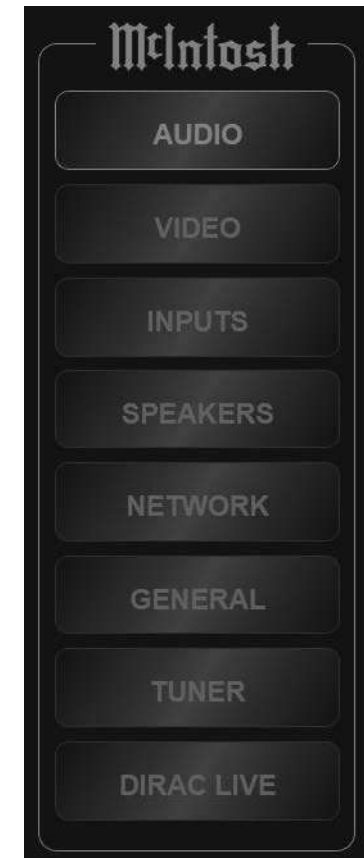 McIntosh
AUDIO
VIDEO
INPUTS
SPEAKERS
NETWORK
GENERAL
TUNER
DIRAC LIVE